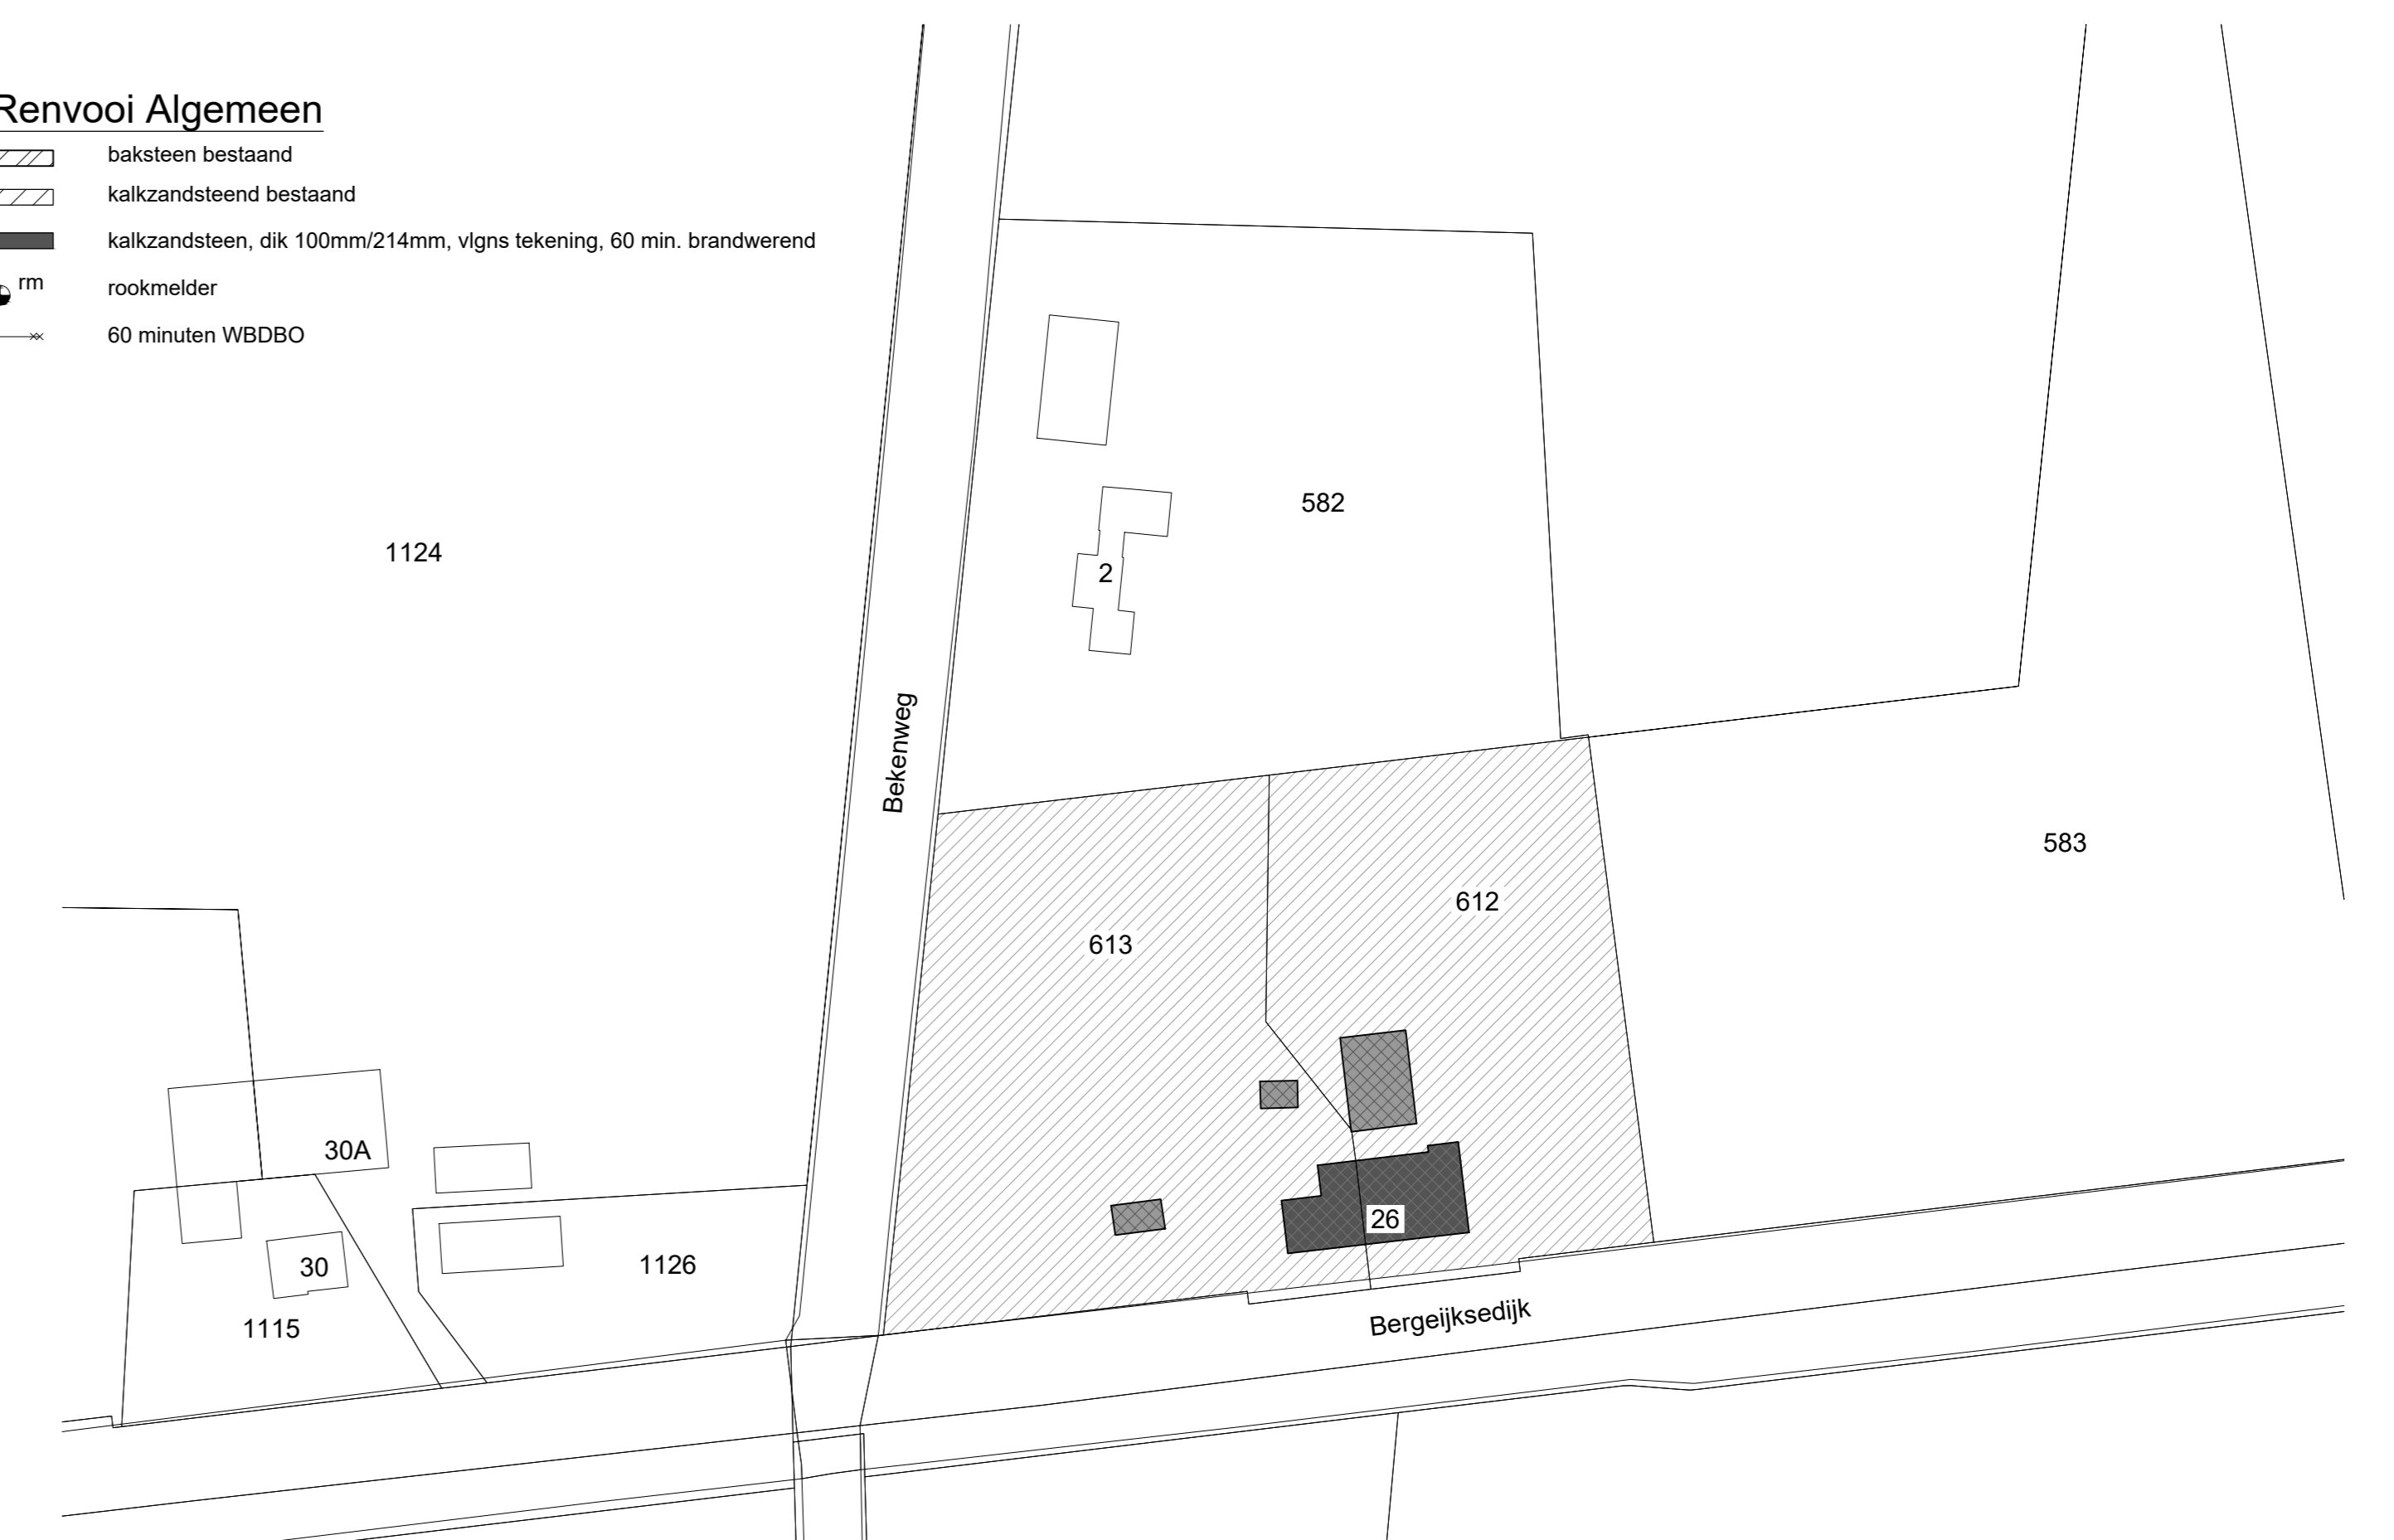 Renvooi Algemeen
baksteen bestaand
kalkzandsteend bestaand
kalkzandsteen, dik 100mm/214mm, vlgns tekening, 60 min. brandwerend
rm rookmelder
60 minuten WBDBO
582
1124
2
Bekenweg
583
612
613
30A
26
1126
30
1115
Bergeijksedijk